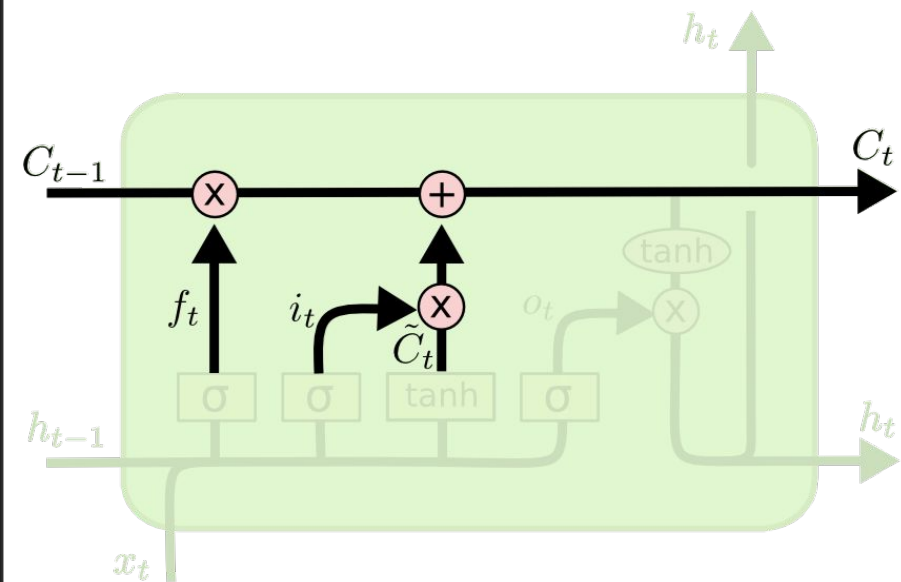 h_t
C_{t-1}
C_t
x
+
tanh
f_t
i_t
x
o_t
x
C̃_t
σ
σ
tanh
σ
h_{t-1}
h_t
x_t